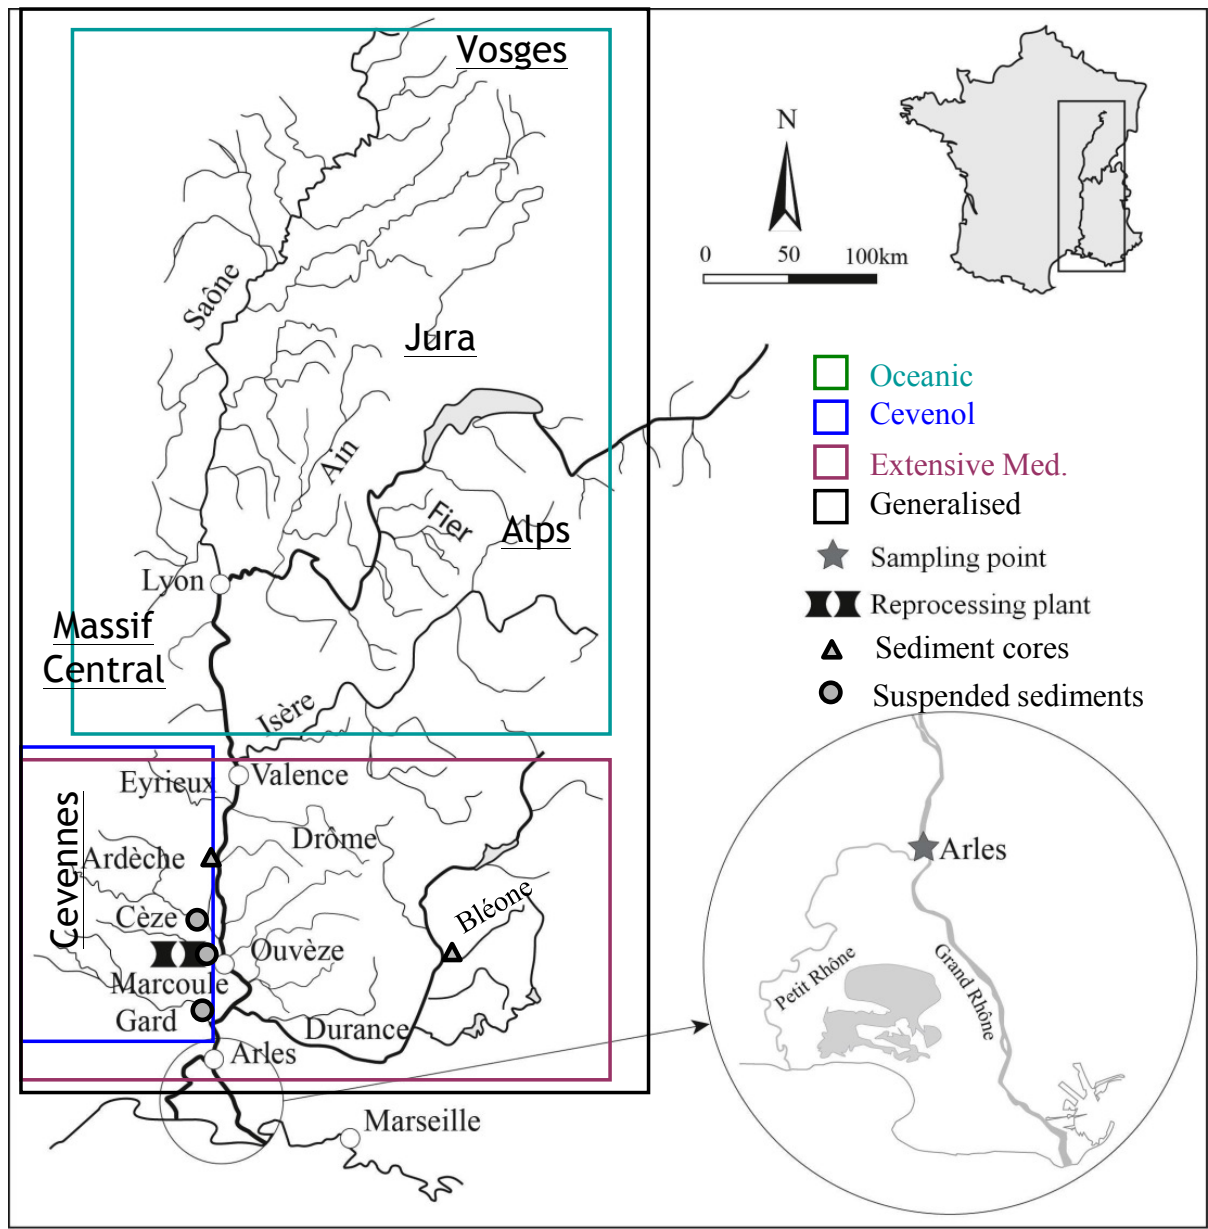 Vosges
N
0 50 100km
Saône
Jura
Oceanic
Cevenol
Ain
Extensive Med.
Generalised
Fier
Alps
Sampling point
Lyon
Reprocessing plant
Massif
Central
Sediment cores
Suspended sediments
Isère
Valence
Eyrieux
Cevennes
Drôme
Ardèche
Arles
Bléone
Cèze
Ouvèze
Marcoule
Petit Rhône
Grand Rhône
Gard
Durance
Arles
Marseille